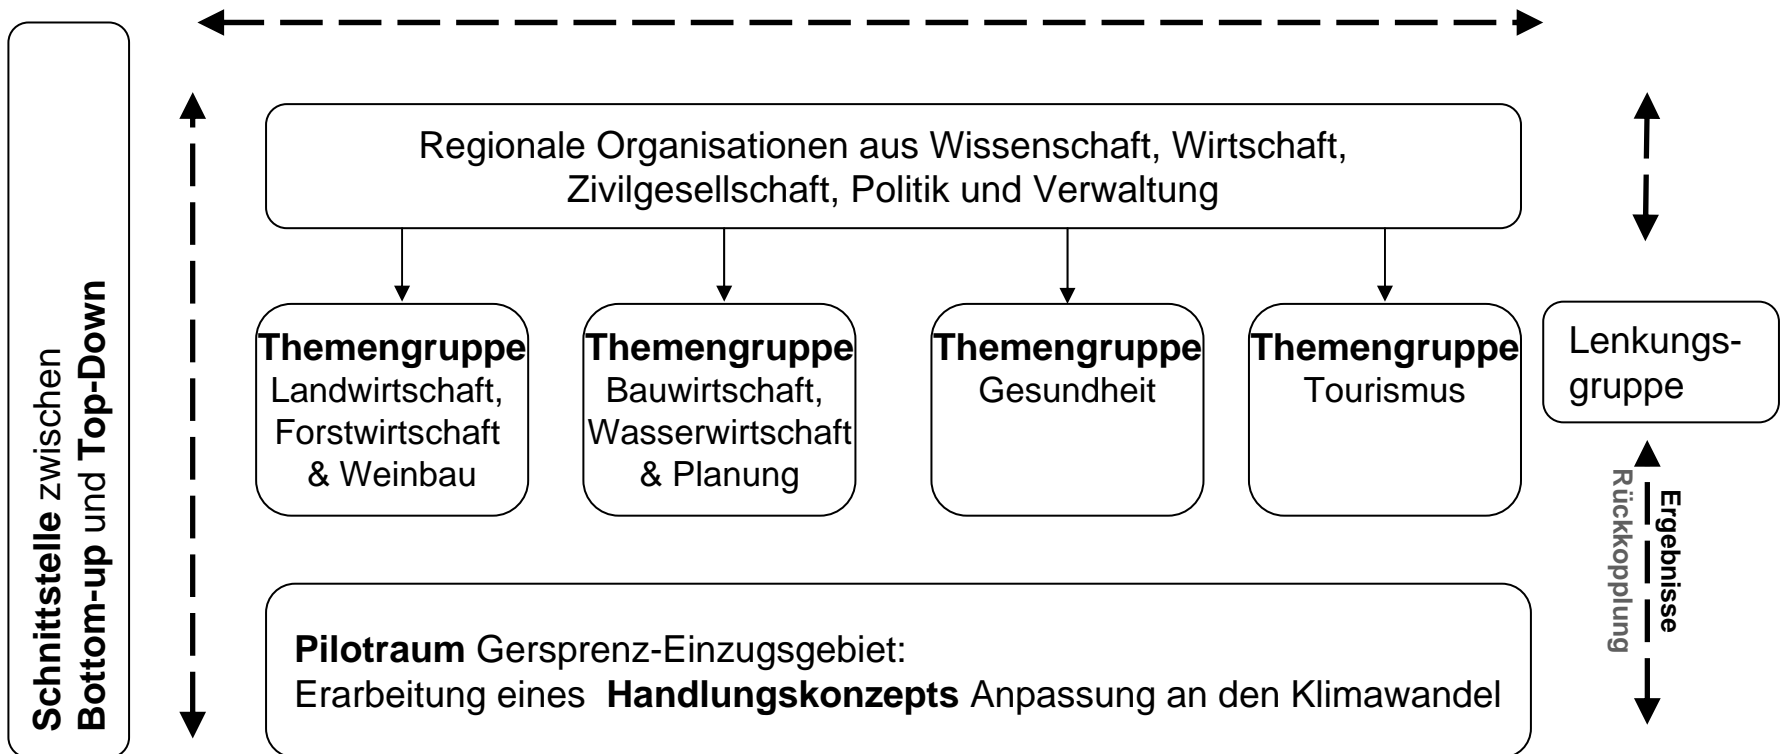 Schnittstelle zwischen
Bottom-up und Top-Down
Regionale Organisationen aus Wissenschaft, Wirtschaft,
Zivilgesellschaft, Politik und Verwaltung
Themengruppe
Landwirtschaft,
Forstwirtschaft
& Weinbau
Themengruppe
Bauwirtschaft,
Wasserwirtschaft
& Planung
Themengruppe
Gesundheit
Themengruppe
Tourismus
Lenkungs-
gruppe
Ergebnisse
Rückkopplung
Pilotraum Gersprenz-Einzugsgebiet:
Erarbeitung eines Handlungskonzepts Anpassung an den Klimawandel